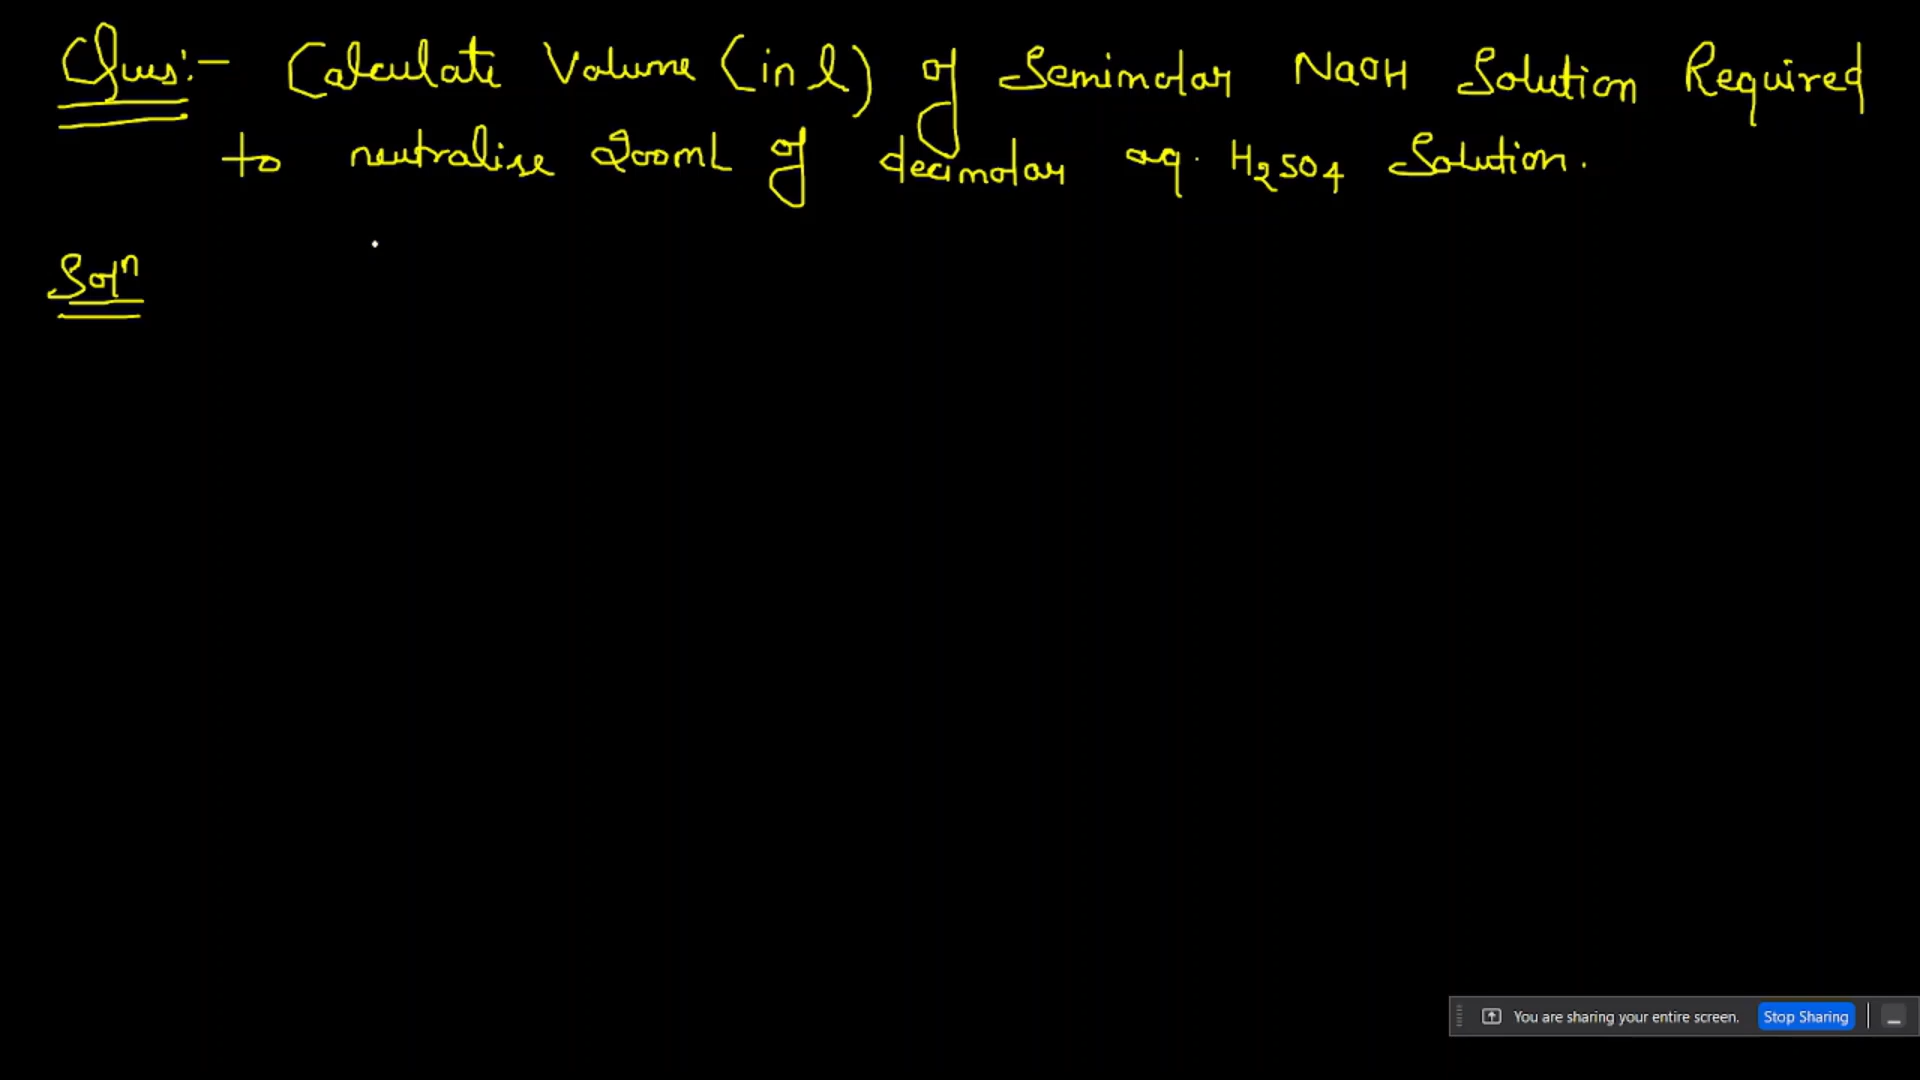 Ques:- Calculate Volume (in l) of Semimolar NaOH Solution Required
to neutralise 200mL of decimolar aq. H₂SO₄ Solution.
Solⁿ
You are sharing your entire screen. Stop Sharing